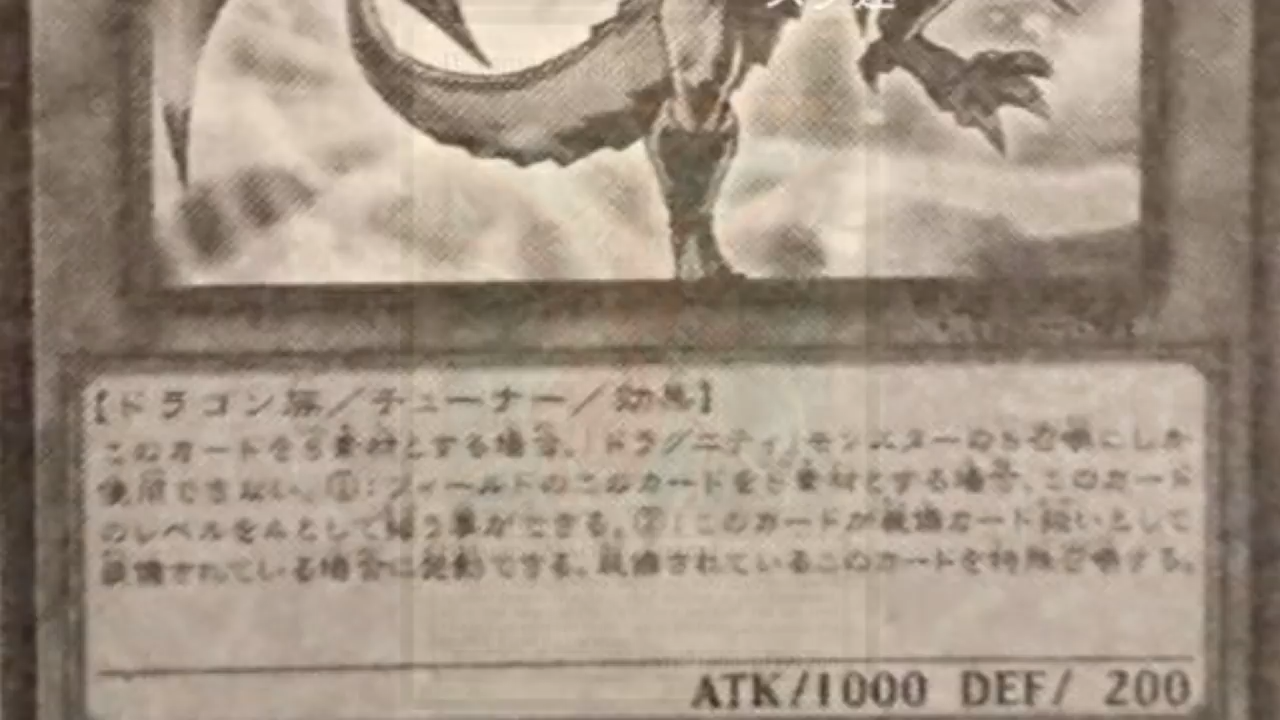 【ドラゴン族／チューナー／効果】
このカードをS素材とする場合、「ドラグニティ」モンスターのS召喚にしか
使用できない。①：フィールドのこのカードをS素材とする場合、このカード
のレベルを4として扱う事ができる。②：このカードが装備カード扱いとして
装備されている場合に発動できる。装備されているこのカードを特殊召喚する。
ATK/1000 DEF/ 200